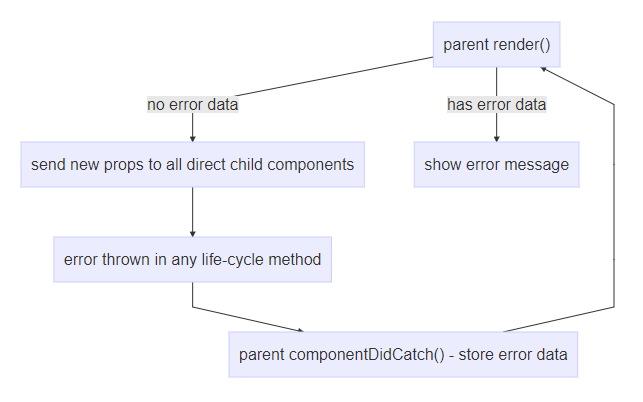 parent render()
no error data
has error data
send new props to all direct child components
show error message
error thrown in any life-cycle method
parent componentDidCatch() - store error data